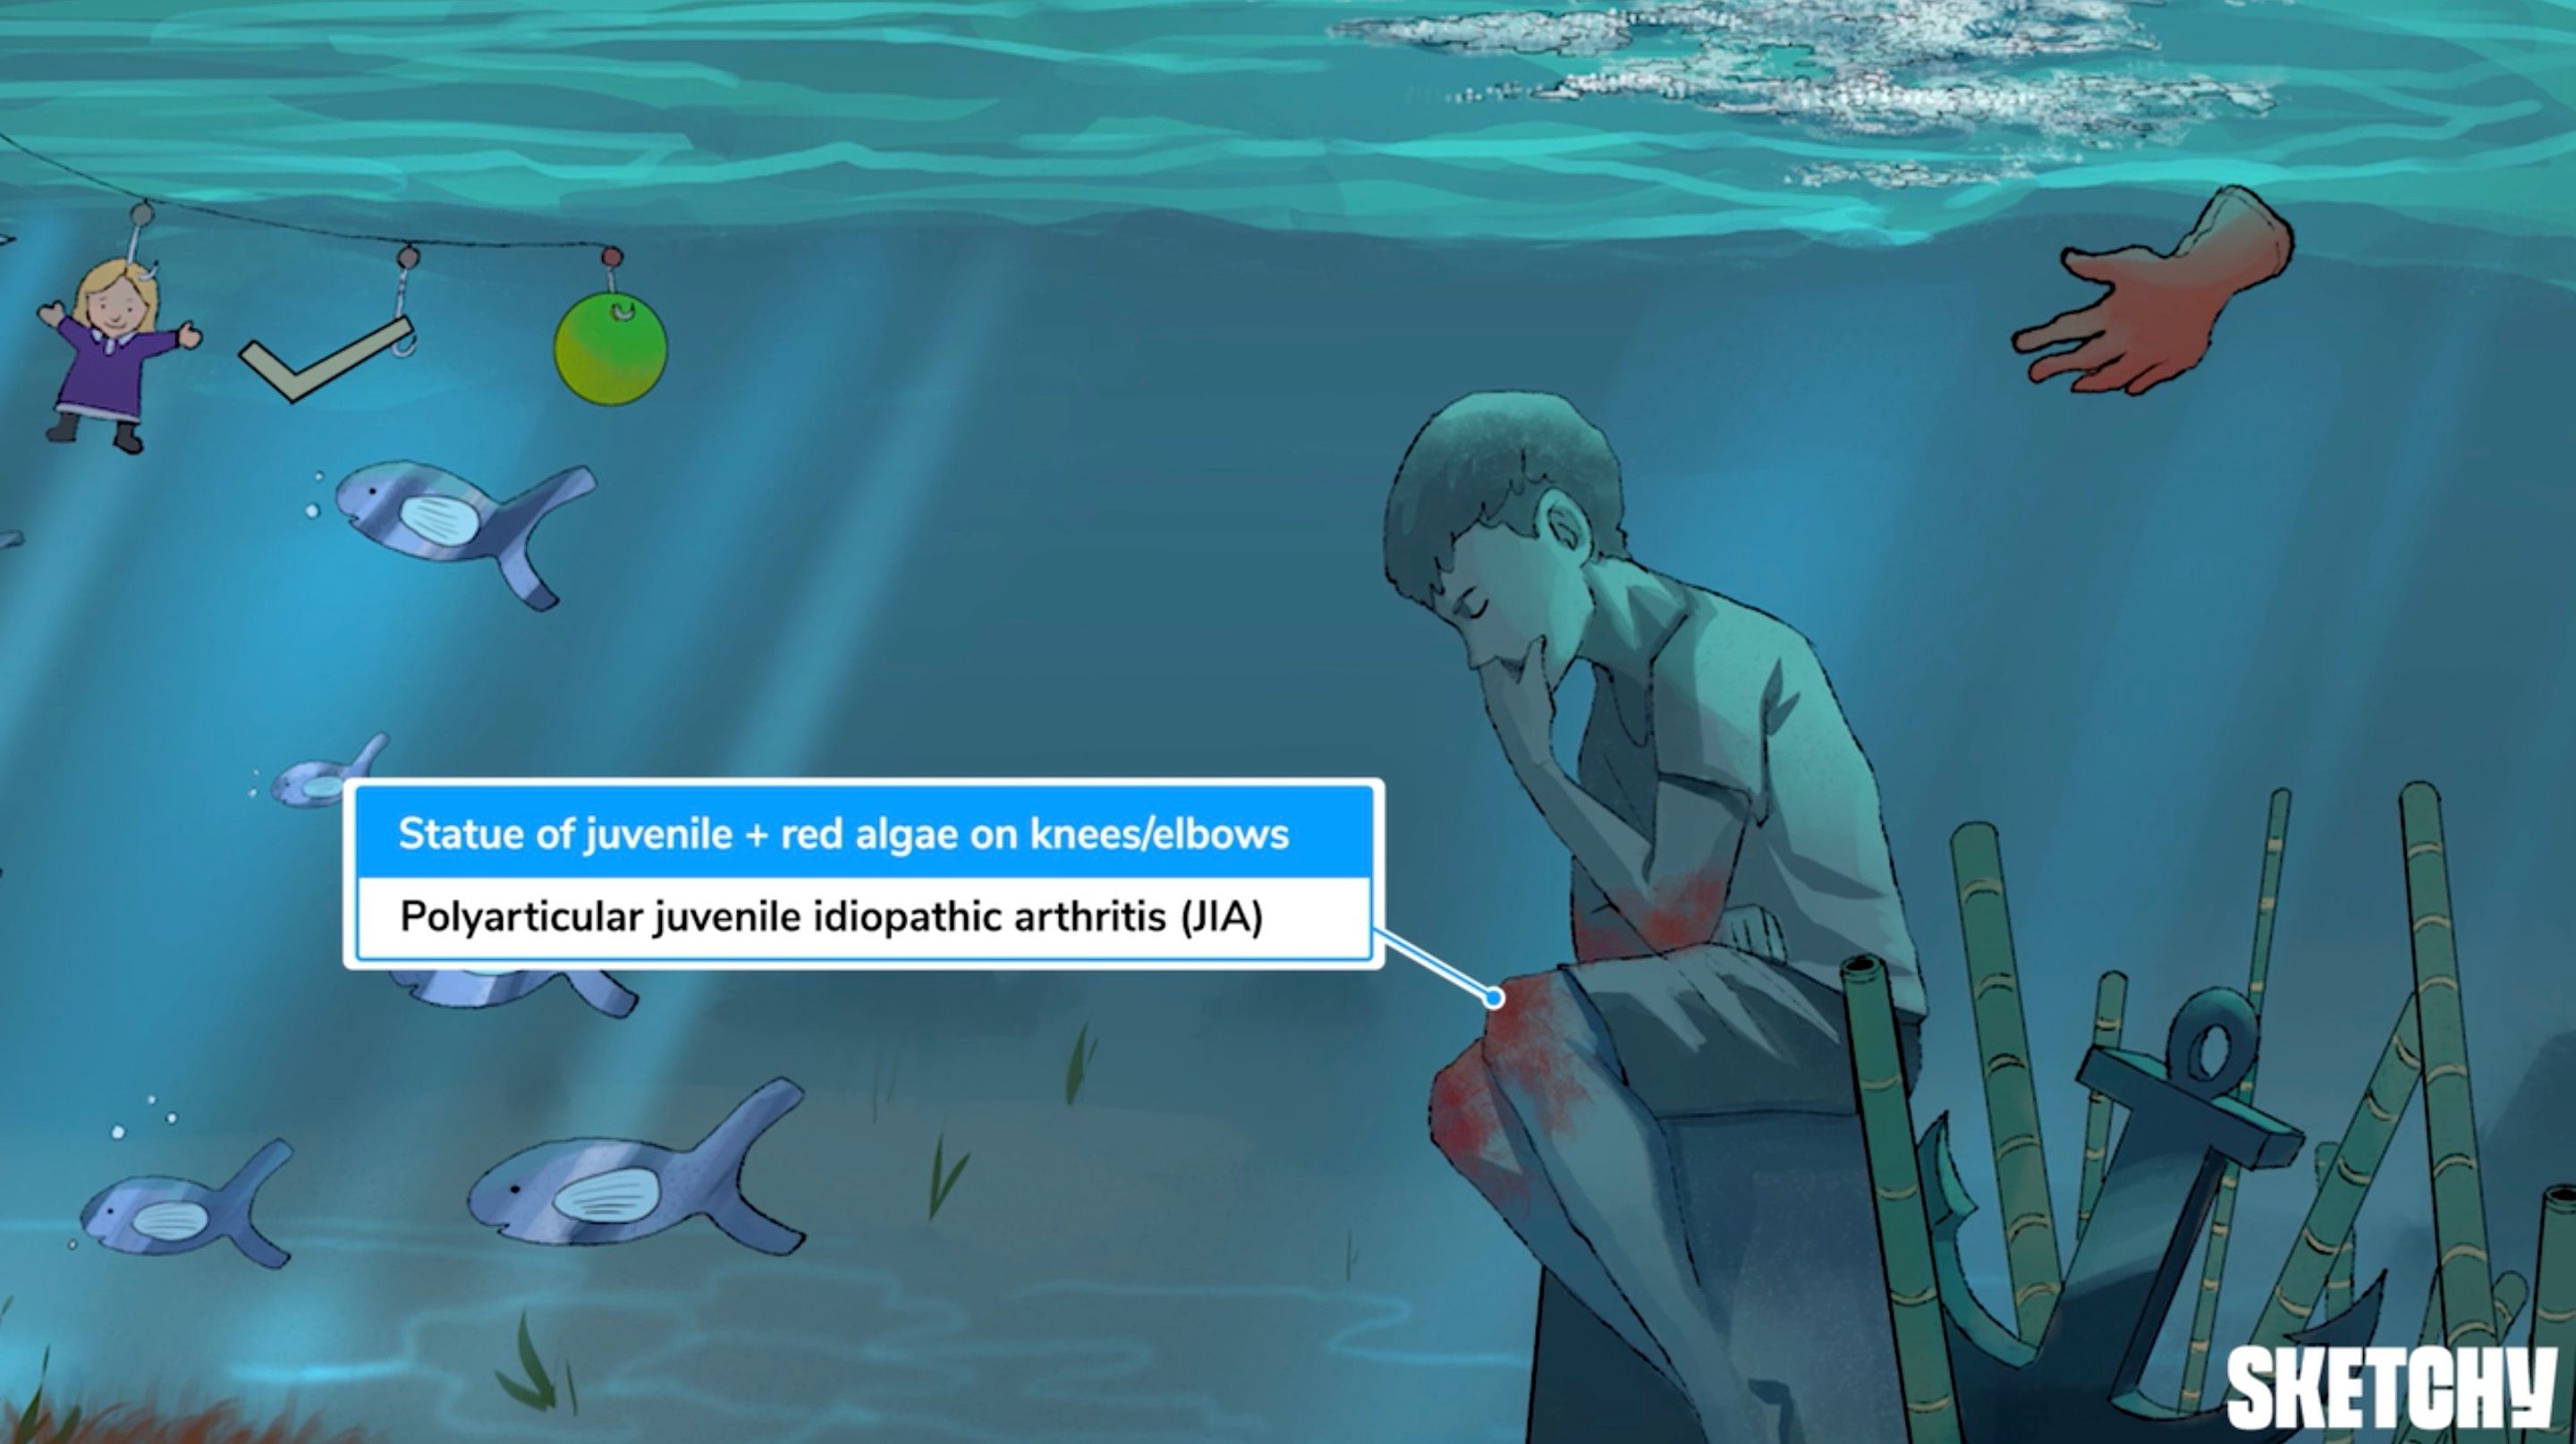 Statue of juvenile + red algae on knees/elbows
Polyarticular juvenile idiopathic arthritis (JIA)
SKETCHY